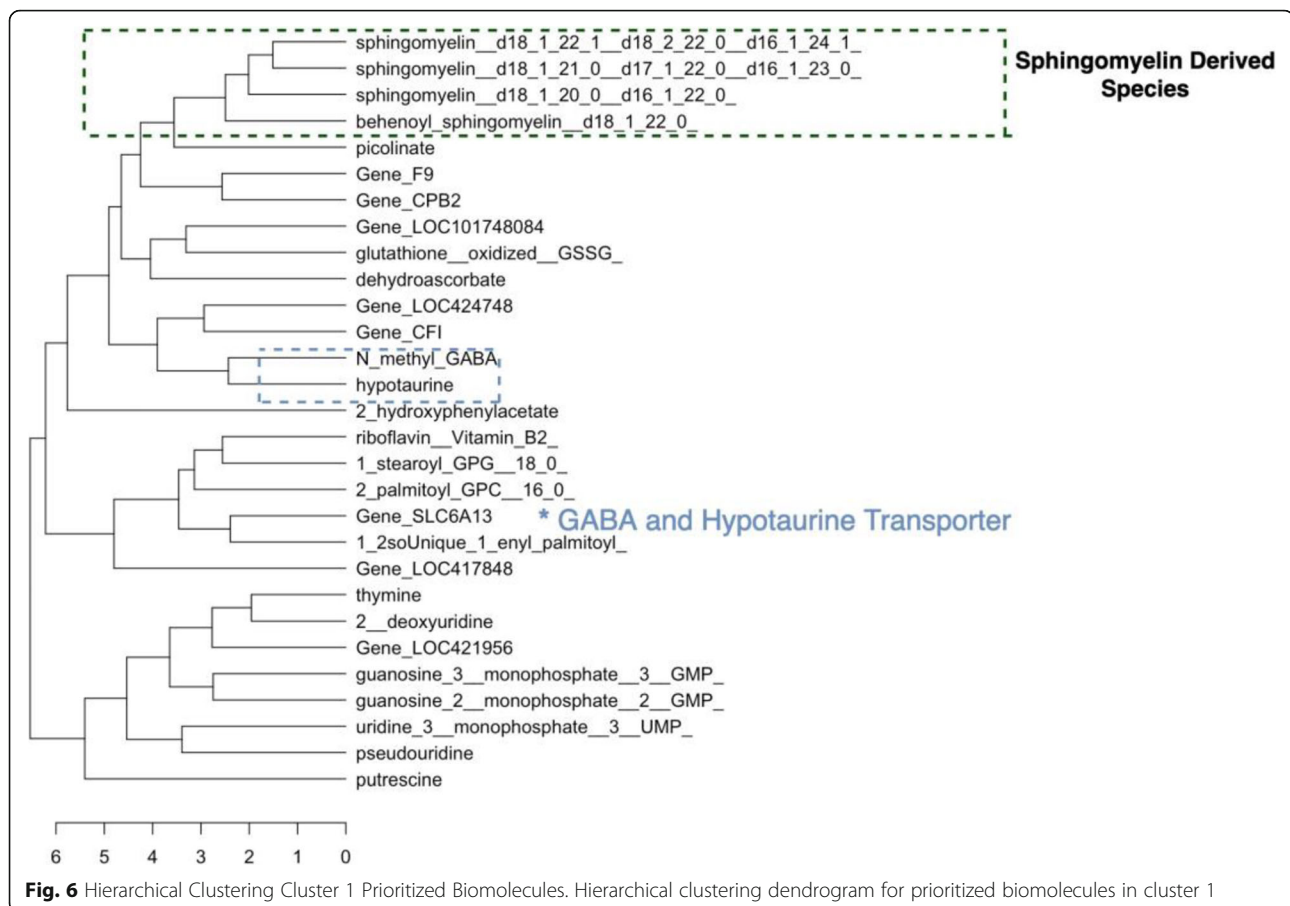 sphingomyelin__d18_1_22_1__d18_2_22_0__d16_1_24_1_
sphingomyelin__d18_1_21_0__d17_1_22_0__d16_1_23_0_
sphingomyelin__d18_1_20_0__d16_1_22_0_
behenoyl_sphingomyelin__d18_1_22_0_
Sphingomyelin Derived
Species
picolinate
Gene_F9
Gene_CPB2
Gene_LOC101748084
glutathione__oxidized__GSSG_
dehydroascorbate
Gene_LOC424748
Gene_CFI
N_methyl_GABA
hypotaurine
2_hydroxyphenylacetate
riboflavin__Vitamin_B2_
1_stearoyl_GPG__18_0_
2_palmitoyl_GPC__16_0_
Gene_SLC6A13 * GABA and Hypotaurine Transporter
1_2soUnique_1_enyl_palmitoyl_
Gene_LOC417848
thymine
2__deoxyuridine
Gene_LOC421956
guanosine_3__monophosphate__3__GMP_
guanosine_2__monophosphate__2__GMP_
uridine_3__monophosphate__3__UMP_
pseudouridine
putrescine
6 5 4 3 2 1 0
Fig. 6 Hierarchical Clustering Cluster 1 Prioritized Biomolecules. Hierarchical clustering dendrogram for prioritized biomolecules in cluster 1